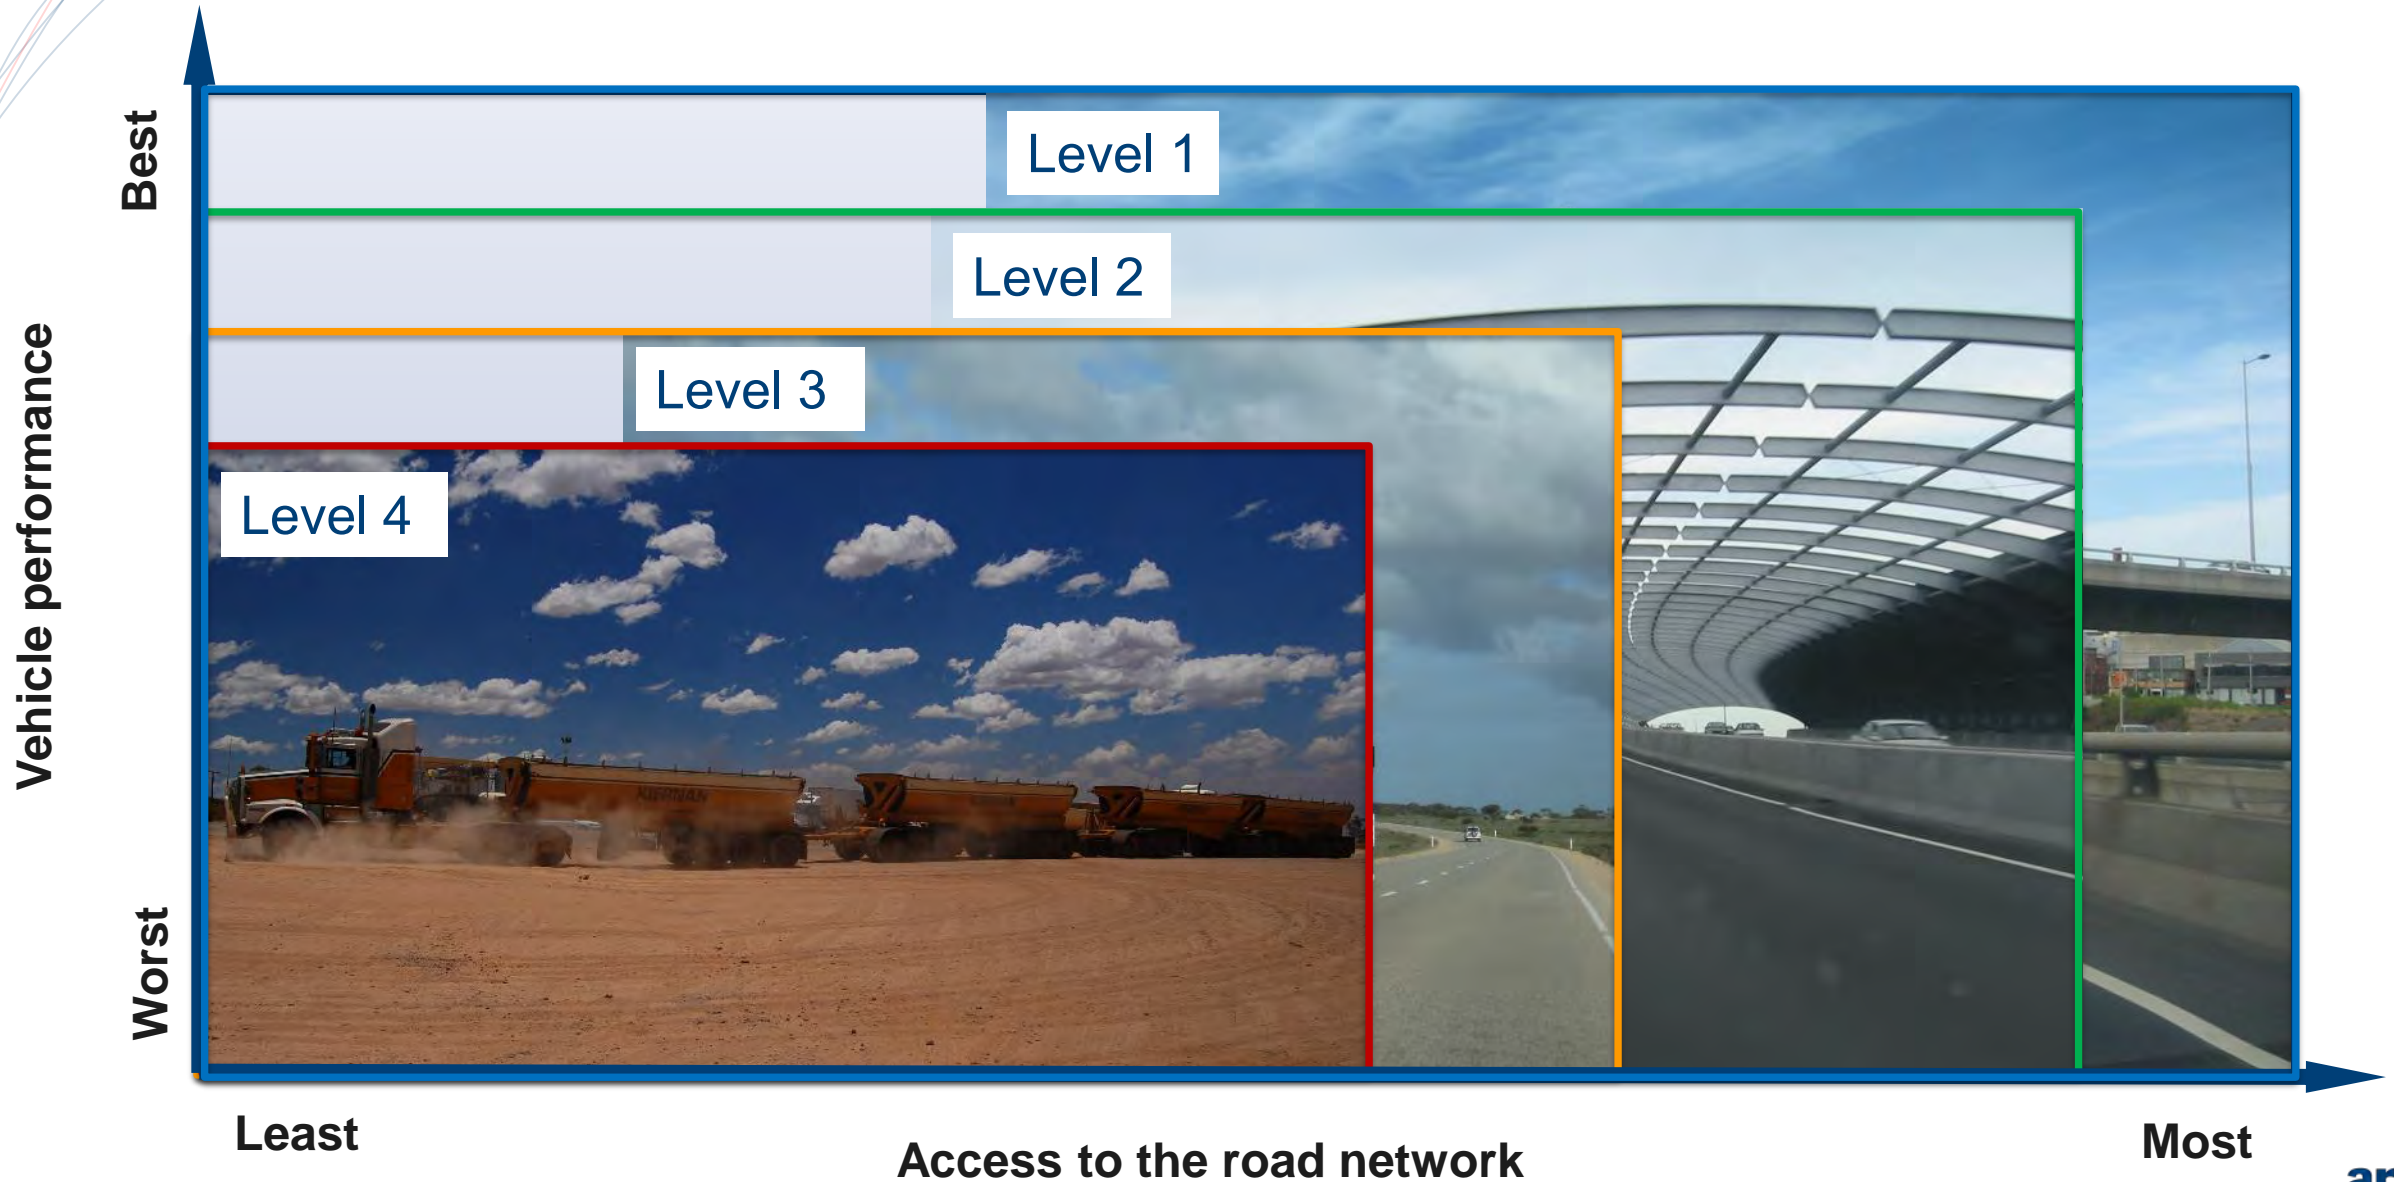 Best
Level 1
Level 2
Vehicle performance
Level 3
Level 4
KIERNAN
Worst
Least
Most
Access to the road network